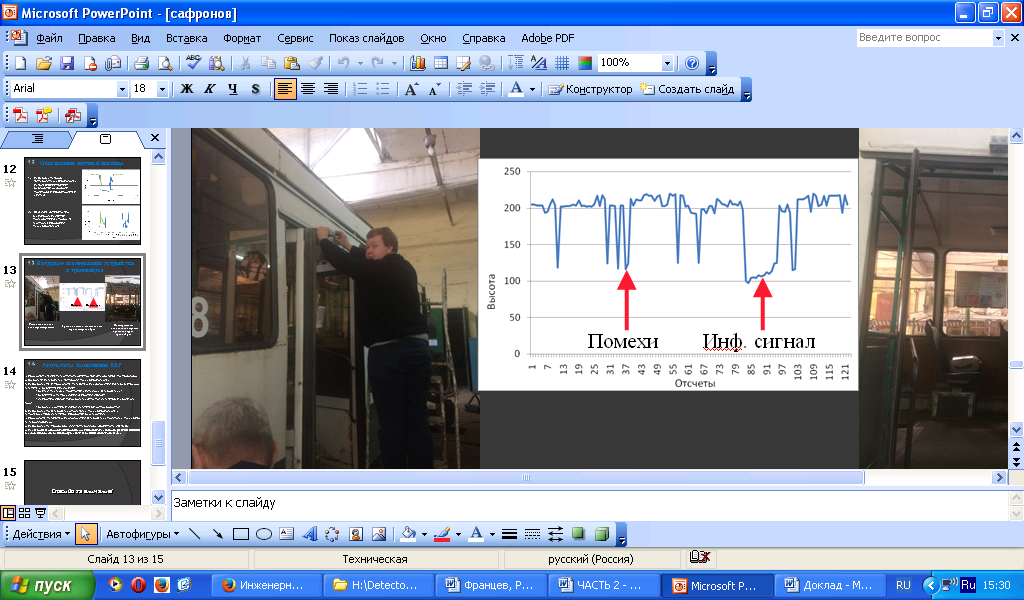 Microsoft PowerPoint - [сафронов]
Файл Правка Вид Вставка Формат Сервис Показ слайдов Окно Справка Adobe PDF
Введите вопрос
100%
Arial 18 Ж К Ч S Конструктор Создать слайд
12
13
14
15
Спасибо за внимание!
8
250
200
150
100
50
0
Высота
Помехи Инф. сигнал
1 7 13 19 25 31 37 43 49 55 61 67 73 79 85 91 97 103 109 115 121
Отсчеты
Заметки к слайду
Действия Автофигуры
Слайд 13 из 15 Техническая русский (Россия)
пуск Инженерн... H:\Detecto... Францев, Р... ЧАСТЬ 2 - ... Microsoft P... Доклад - M... RU Ru 15:30